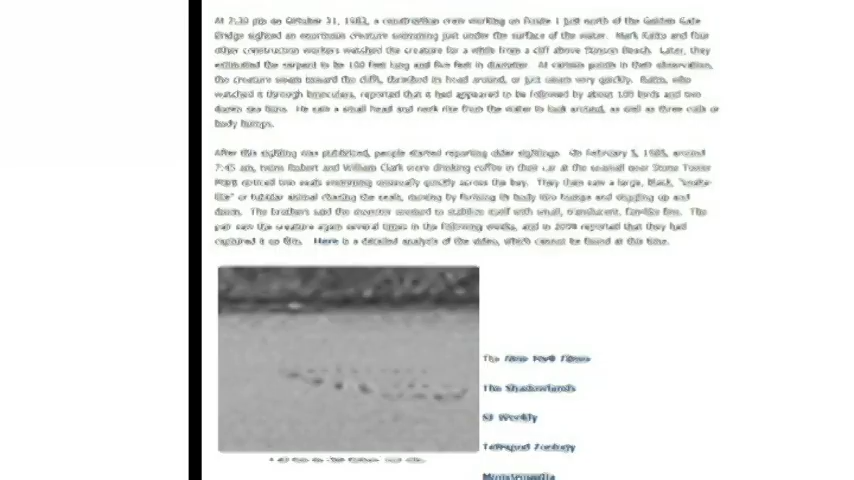 At 2:30 pm on October 31, 1983, a construction crew working on Route 1 just north of the Golden Gate
Bridge sighted an enormous creature swimming just under the surface of the water. Mark Ratto and four
other construction workers watched the creature for a while from a cliff above Stinson Beach. Later, they
estimated the serpent to be 100 feet long and five feet in diameter. At various points in their observation,
the creature swam toward the cliffs, thrashed its head around, or just swam very quickly. Ratto, who
watched it through binoculars, reported that it had appeared to be followed by about 100 birds and two
dozen sea lions. He saw a small head and neck rise from the water to look around, as well as three coils or
body humps.
After this sighting was publicized, people started reporting older sightings. On February 5, 1985, around
7:45 am, twins Robert and William Clark were drinking coffee in their car at the seawall near Stone Tower
Point noticed two seals swimming unusually quickly across the bay. They then saw a large, black, "snake-
like" or tubular animal chasing the seals, moving by forming its body into humps and wiggling up and
down. The brothers said the monster seemed to stabilize itself with small, translucent, fan-like fins. The
pair saw the creature again several times in the following weeks, and in 2004 reported that they had
captured it on film. Here is a detailed analysis of the video, which cannot be found at this time.
The New York Times
The Shadowlands
SF Weekly
Tetrapod Zoology